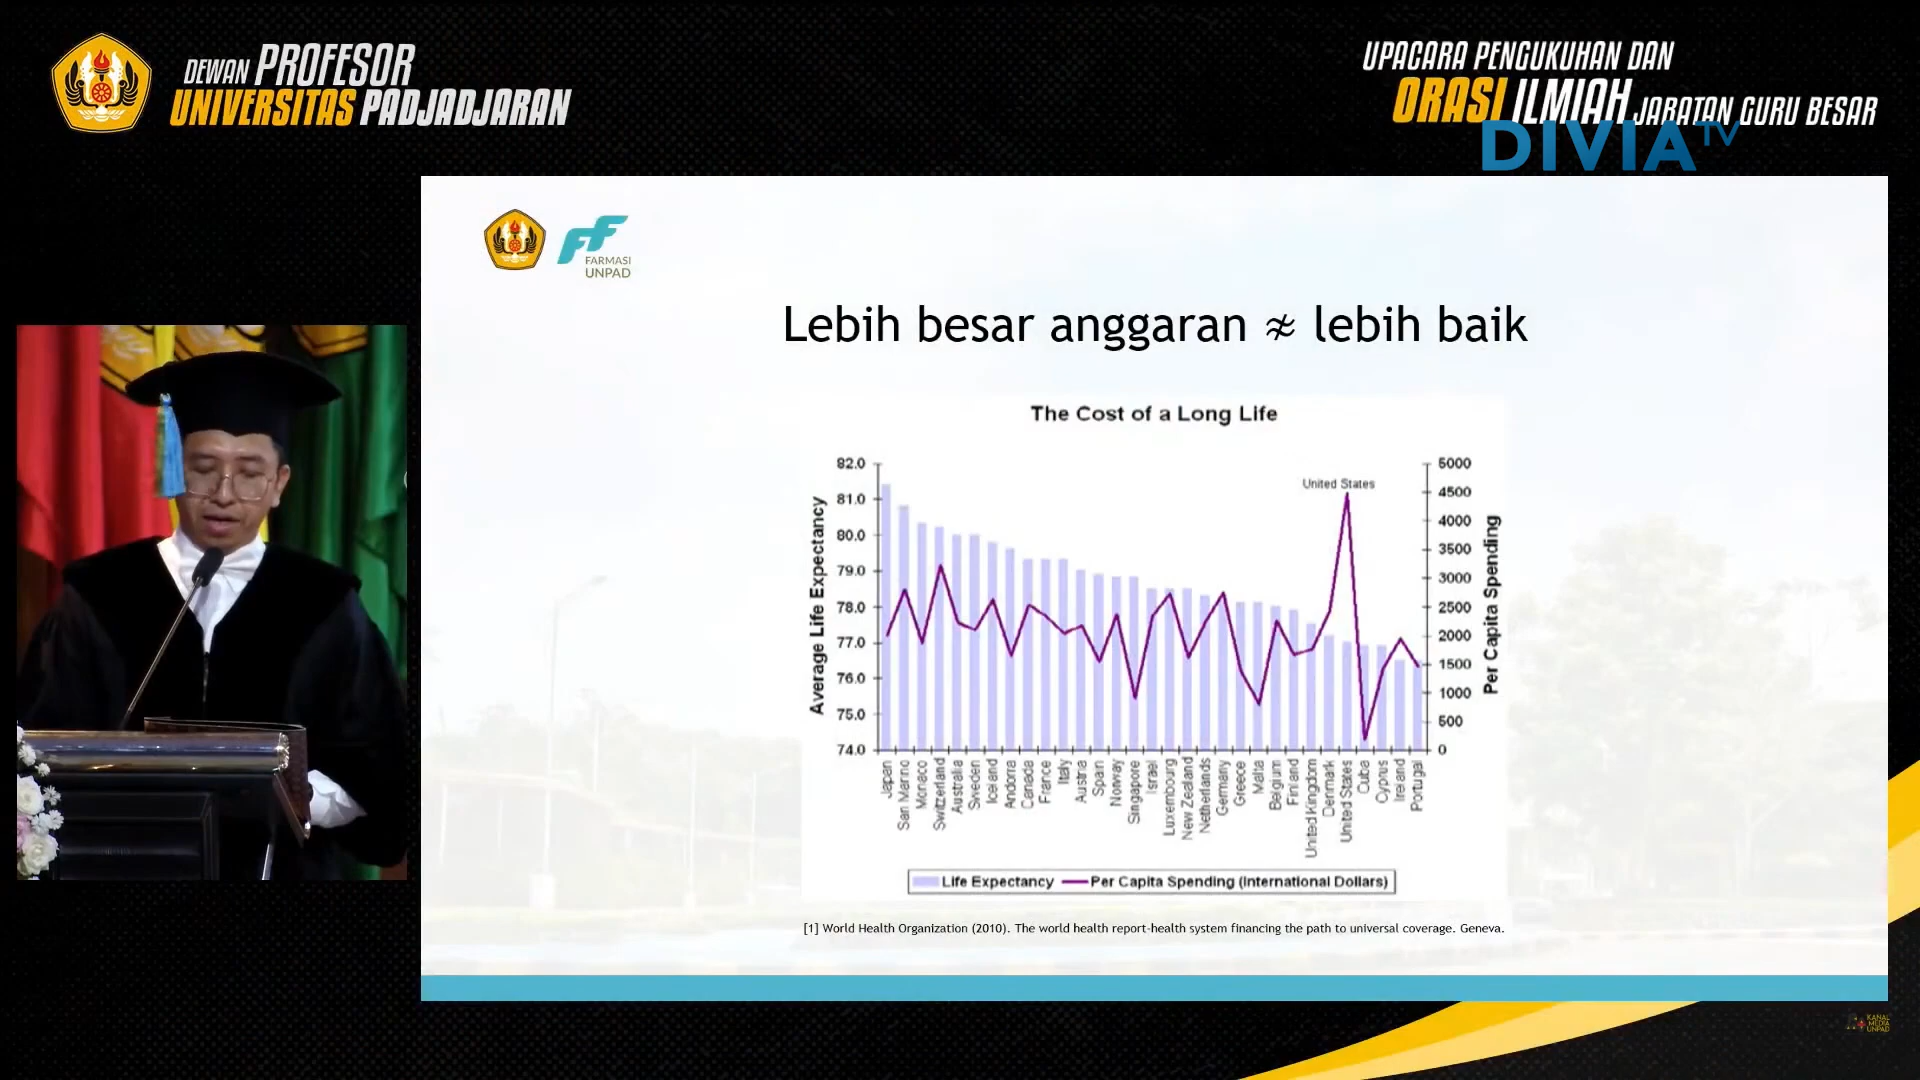 DEWAN PROFESOR
UNIVERSITAS PADJADJARAN
UPACARA PENGUKUHAN DAN
ORASI ILMIAH JABATAN GURU BESAR
DIVIA TV
FARMASI
UNPAD
Lebih besar anggaran ≉ lebih baik
The Cost of a Long Life
82.0
81.0
80.0
79.0
78.0
77.0
76.0
75.0
74.0
Average Life Expectancy
United States
5000
4500
4000
3500
3000
2500
2000
1500
1000
500
0
Per Capita Spending
Japan
San Marino
Monaco
Switzerland
Australia
Sweden
Iceland
Andorra
Canada
France
Italy
Austria
Spain
Norway
Singapore
Israel
Luxembourg
New Zealand
Netherlands
Germany
Greece
Malta
Belgium
Finland
United Kingdom
Denmark
United States
Cuba
Cyprus
Ireland
Portugal
Life Expectancy
Per Capita Spending (International Dollars)
[1] World Health Organization (2010). The world health report-health system financing the path to universal coverage. Geneva.
KANAL
MEDIA
UNPAD